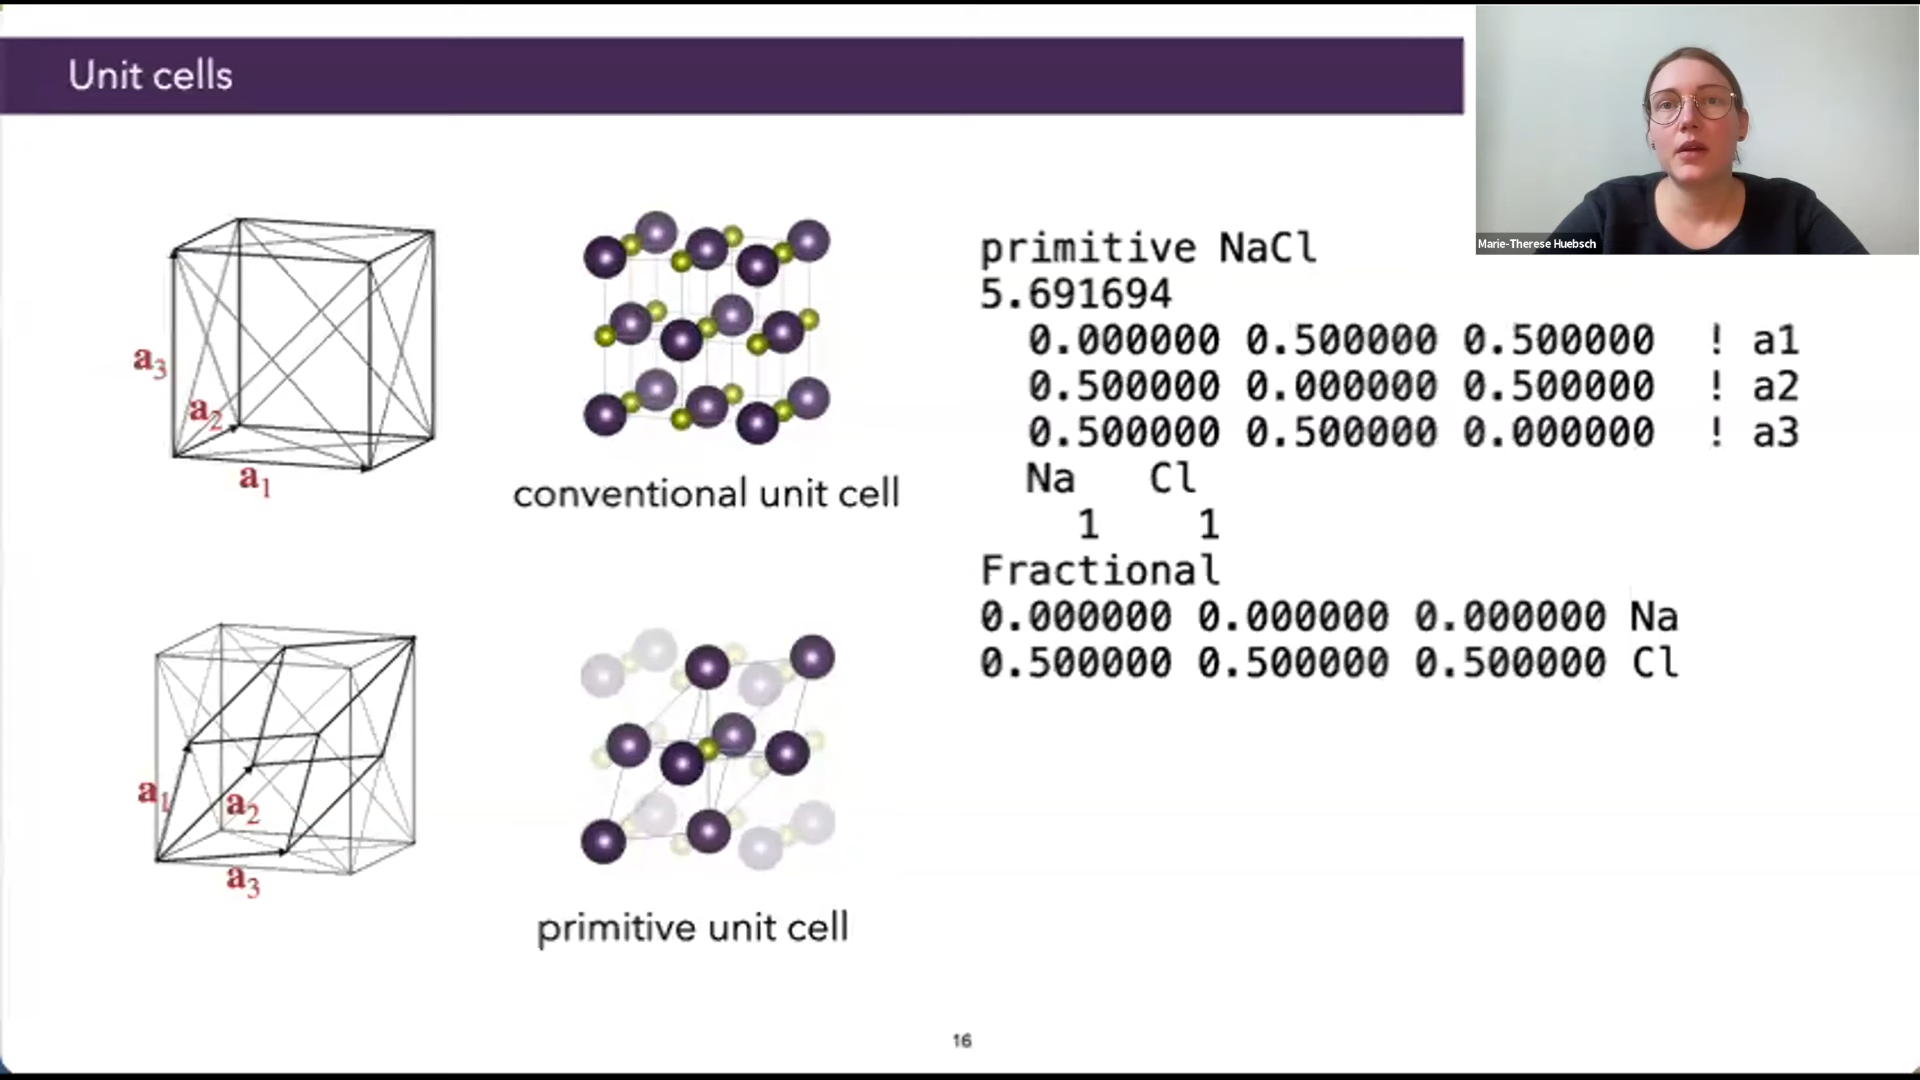 Unit cells
Marie-Therese Huebsch
a3
a2
a1
conventional unit cell
a1
a2
a3
primitive unit cell
primitive NaCl
5.691694
0.000000 0.500000 0.500000 ! a1
0.500000 0.000000 0.500000 ! a2
0.500000 0.500000 0.000000 ! a3
Na Cl
1 1
Fractional
0.000000 0.000000 0.000000 Na
0.500000 0.500000 0.500000 Cl
16